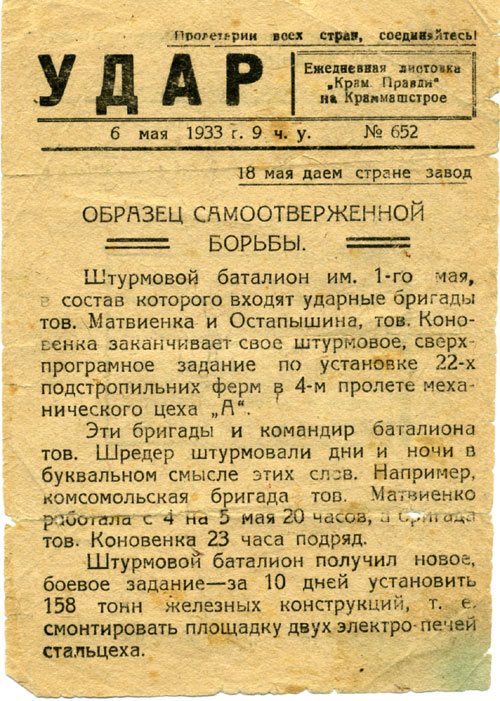 Пролетарии всех стран, соединяйтесь!
УДАР
Ежедневная листовка
„Крам. Правди“
на Краммашстрое
6 мая 1933 г. 9 ч. у. № 652
18 мая даем стране завод
ОБРАЗЕЦ САМООТВЕРЖЕННОЙ
БОРЬБЫ.
Штурмовой баталион им. 1-го мая,
в состав которого входят ударные бригады
тов. Матвиенка и Остапышина, тов. Коно-
венка заканчивает свое штурмовое, сверх-
програмное задание по установке 22-х
подстропильних ферм в 4-м пролете меха-
нического цеха „А“.
Эти бригады и командир баталиона
тов. Шредер штурмовали дни и ночи в
буквальном смысле этих слов. Например,
комсомольская бригада тов. Матвиенко
работала с 4 на 5 мая 20 часов, а бригада
тов. Коновенка 23 часа подряд.
Штурмовой баталион получил новое,
боевое задание—за 10 дней установить
158 тонн железных конструкций, т. е.
смонтировать площадку двух электро-печей
стальцеха.